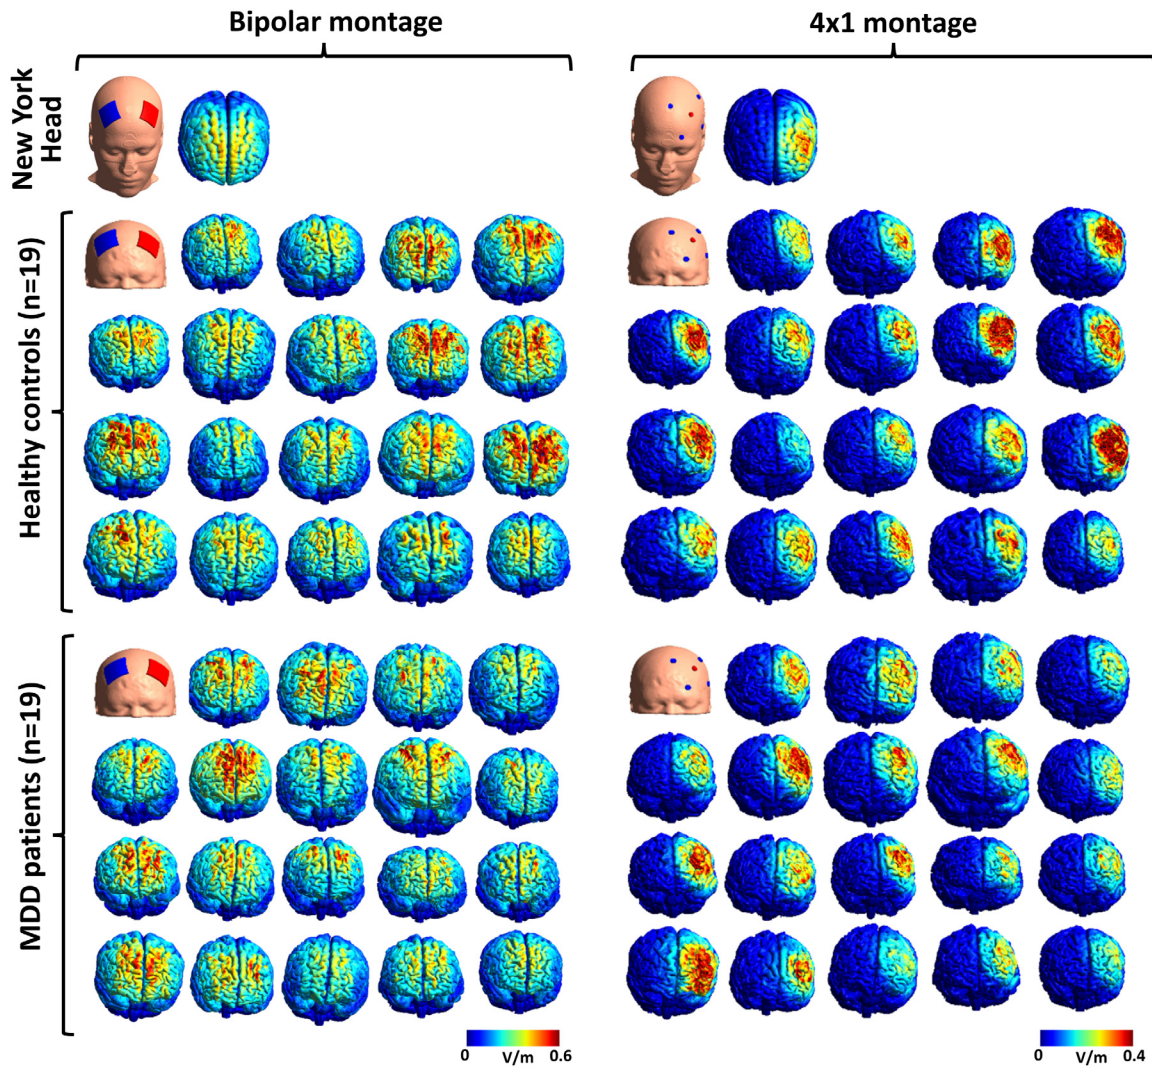 Bipolar montage
4x1 montage
New York
Head
Healthy controls (n=19)
MDD patients (n=19)
0 V/m 0.6
0 V/m 0.4